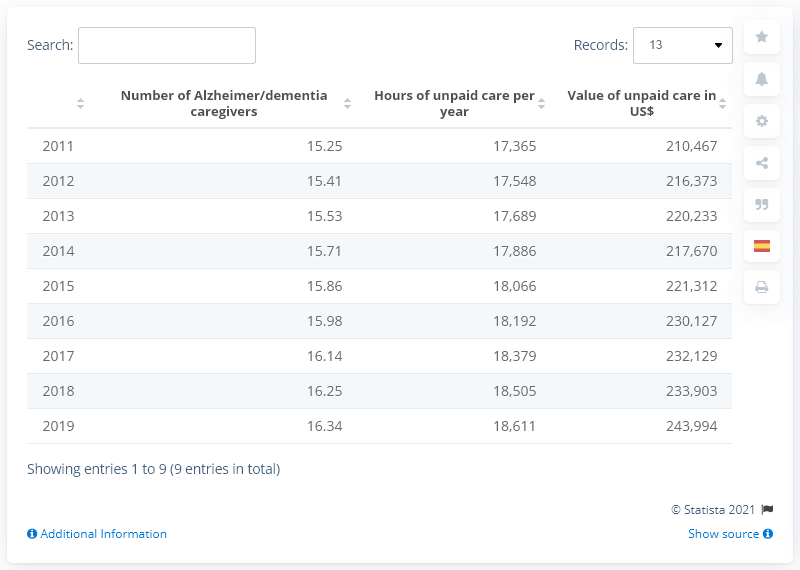 Search:
Records: 13
Number of Alzheimer/dementia caregivers Hours of unpaid care per year Value of unpaid care in US$
2011 15.25 17,365 210,467
2012 15.41 17,548 216,373
2013 15.53 17,689 220,233
2014 15.71 17,886 217,670
2015 15.86 18,066 221,312
2016 15.98 18,192 230,127
2017 16.14 18,379 232,129
2018 16.25 18,505 233,903
2019 16.34 18,611 243,994
Showing entries 1 to 9 (9 entries in total)
© Statista 2021
Additional Information
Show source